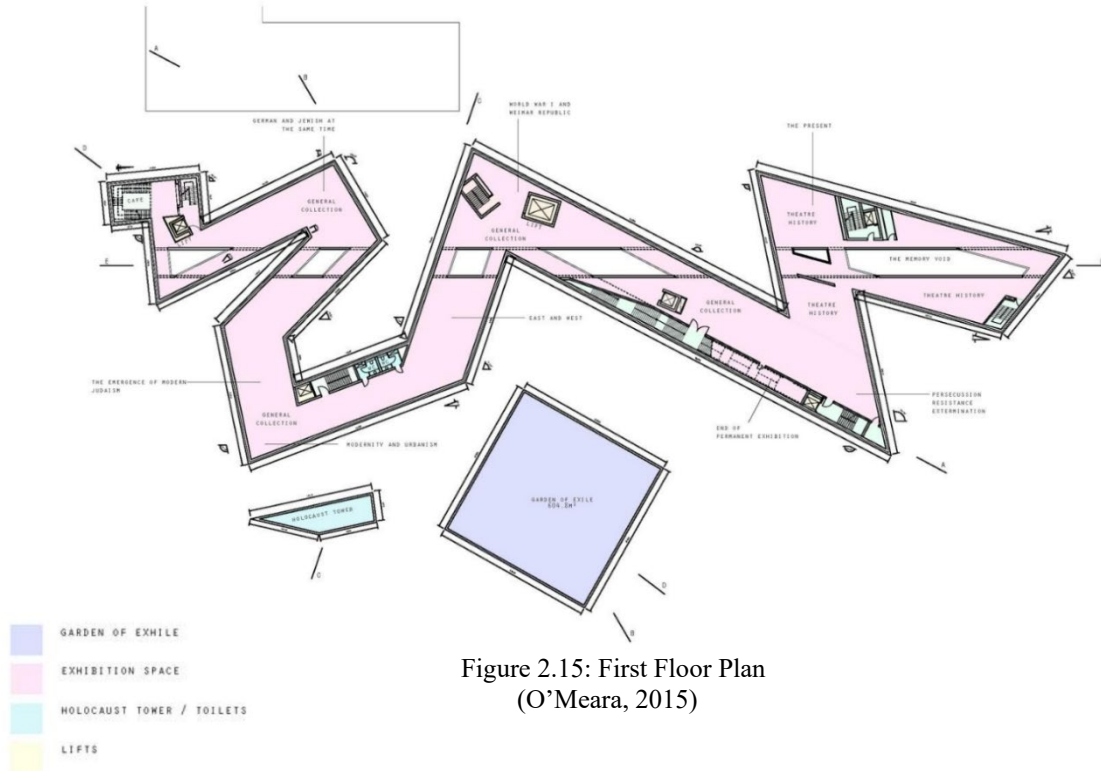 A
B
C
GERMAN AND JEWISH AT
THE SAME TIME
WORLD WAR I AND
WEIMAR REPUBLIC
THE PRESENT
D
CAFE
GENERAL
COLLECTION
LIFT
GENERAL
COLLECTION
THEATRE
HISTORY
E
THE MEMORY VOID
THEATRE HISTORY
GENERAL
COLLECTION
THEATRE
HISTORY
EAST AND WEST
THE EMERGENCE OF MODERN
JUDAISM
GENERAL
COLLECTION
MODERNITY AND URBANISM
PERSECUSSION
RESISTANCE
EXTERMINATION
END OF
PERMANENT EXHIBITION
A
GARDEN OF EXILE
HOLOCAUST TOWER
C
D
B
GARDEN OF EXHILE
EXHIBITION SPACE
HOLOCAUST TOWER / TOILETS
LIFTS
Figure 2.15: First Floor Plan
(O’Meara, 2015)